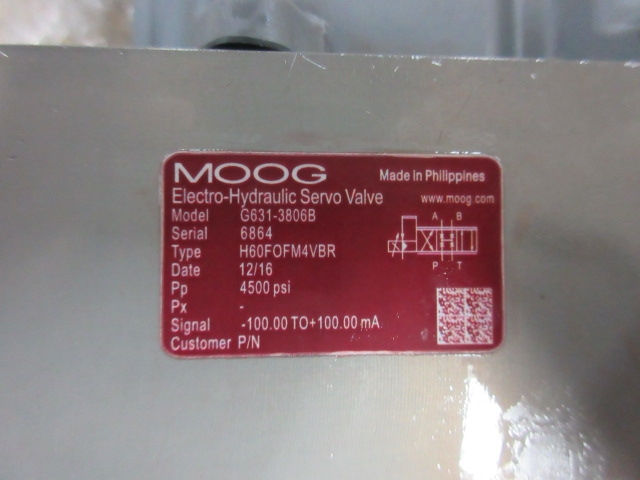 MOOG
Made in Philippines
Electro-Hydraulic Servo Valve
www.moog.com
Model G631-3806B
Serial 6864
Type H60FOFM4VBR
Date 12/16
Pp 4500 psi
Px -
Signal -100.00 TO+100.00 mA
Customer P/N
A B
P T